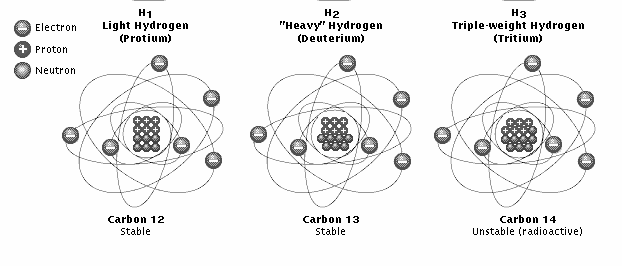 Electron
Proton
Neutron
H1
Light Hydrogen
(Protium)
H2
"Heavy" Hydrogen
(Deuterium)
H3
Triple-weight Hydrogen
(Tritium)
Carbon 12
Stable
Carbon 13
Stable
Carbon 14
Unstable (radioactive)